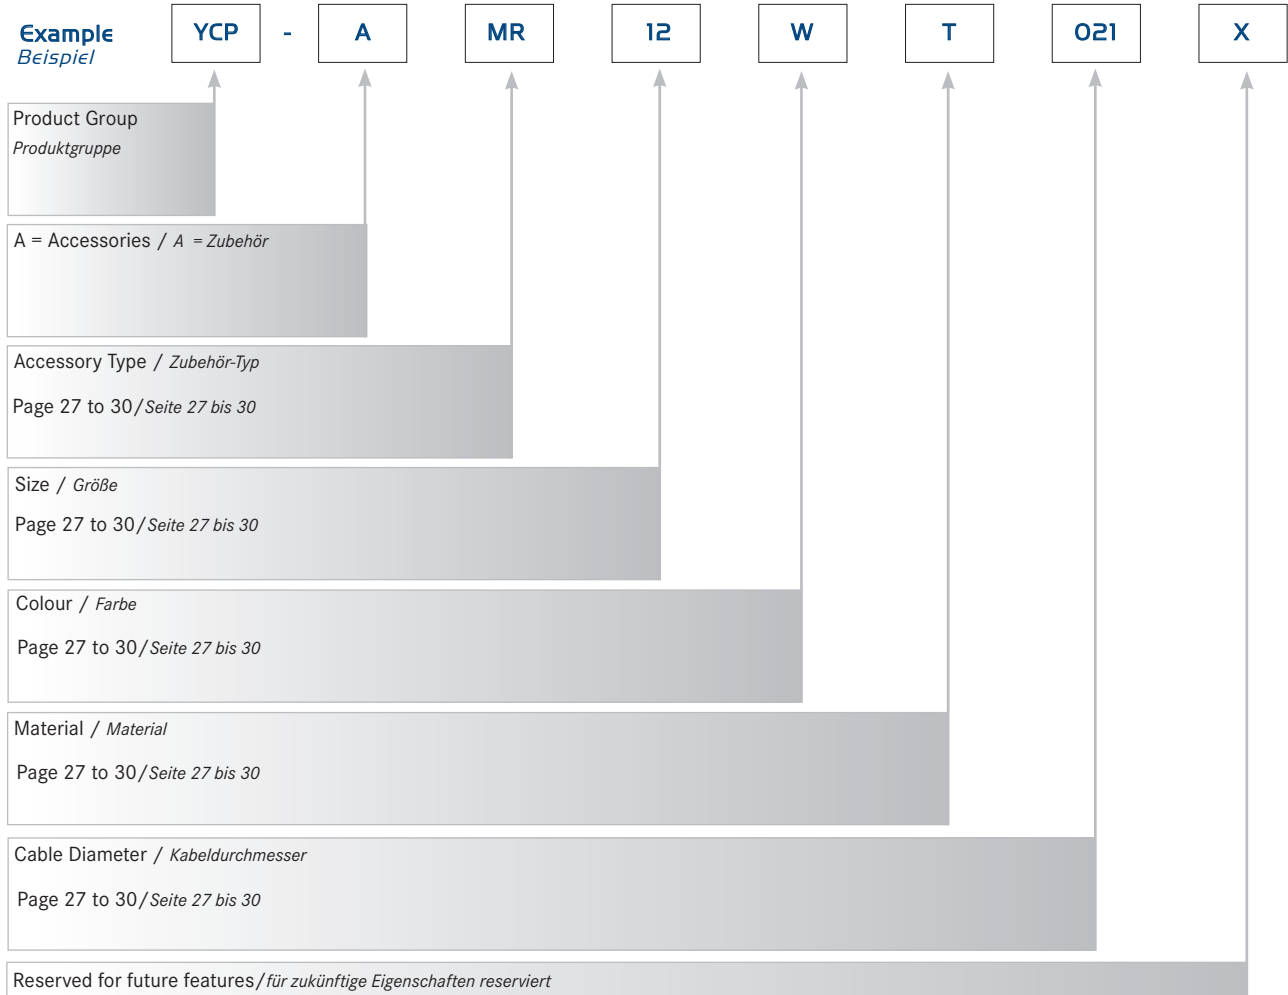 Example YCP - A MR 12 W T 021 X
Beispiel
Product Group
Produktgruppe
A = Accessories / A = Zubehör
Accessory Type / Zubehör-Typ
Page 27 to 30/Seite 27 bis 30
Size / Größe
Page 27 to 30/Seite 27 bis 30
Colour / Farbe
Page 27 to 30/Seite 27 bis 30
Material / Material
Page 27 to 30/Seite 27 bis 30
Cable Diameter / Kabeldurchmesser
Page 27 to 30/Seite 27 bis 30
Reserved for future features/für zukünftige Eigenschaften reserviert